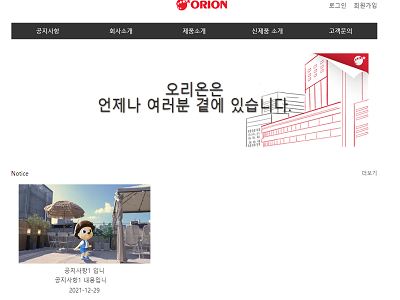 ORION
로그인 회원가입
공지사항 회사소개 제품소개 신제품 소개 고객문의
오리온은
언제나 여러분 곁에 있습니다.
Notice 더보기
공지사항1 입니
공지사항1 내용입니
2021-12-29